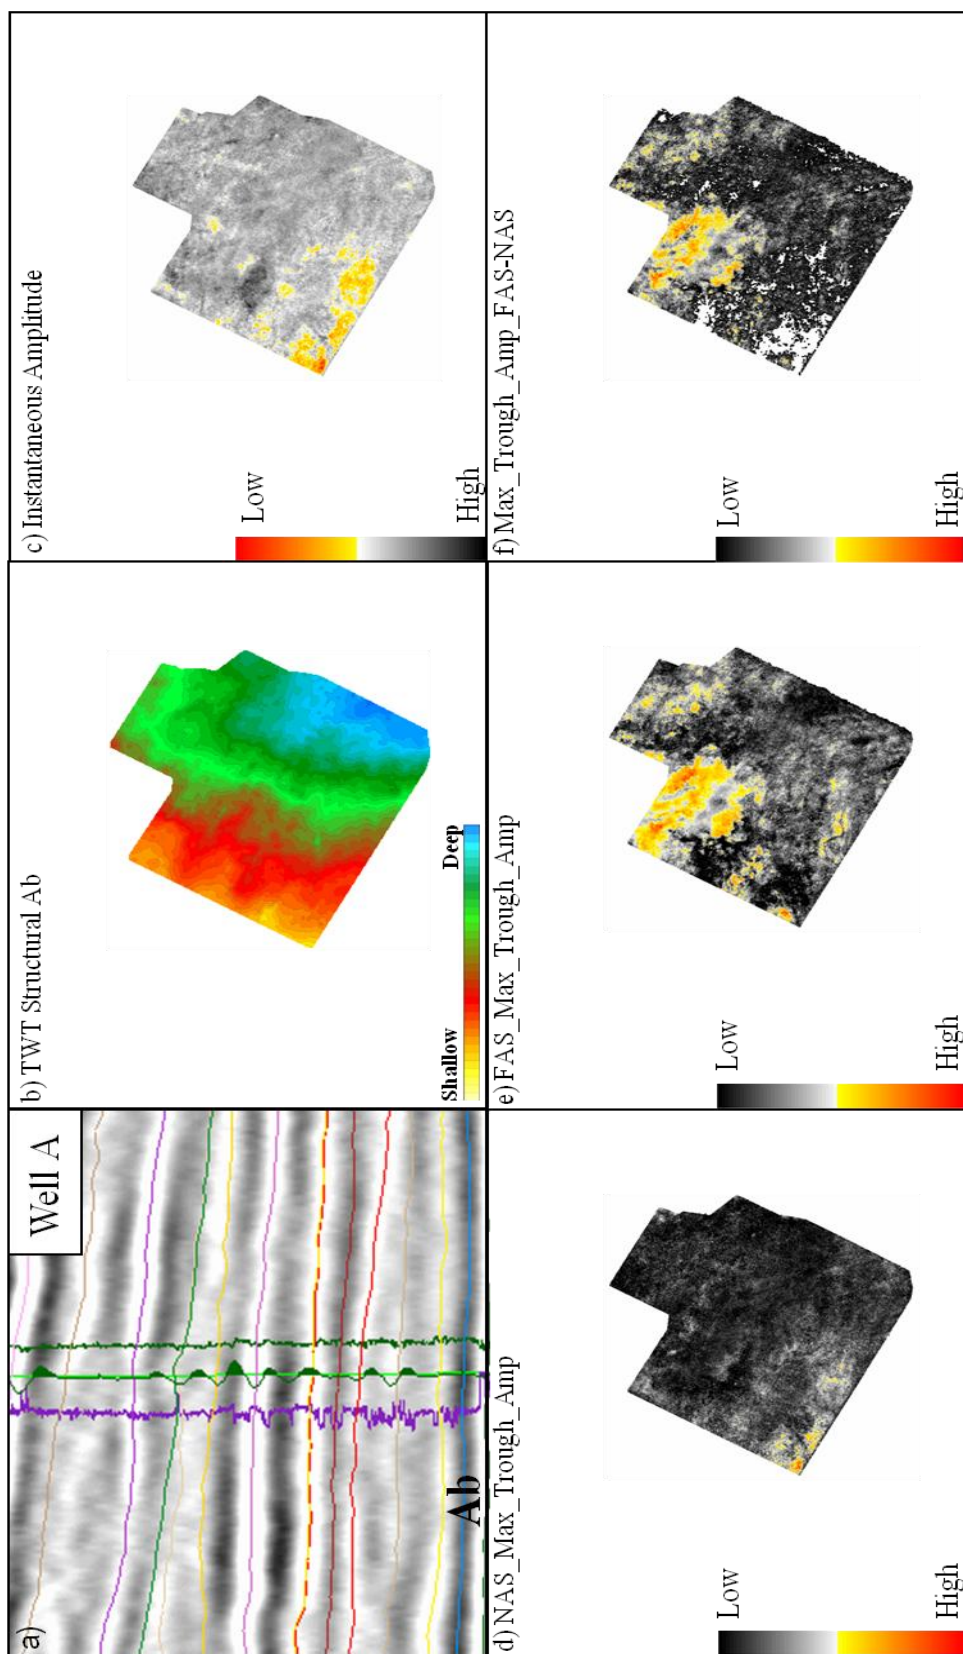 a)
Well A
Ab
b) TWT Structural Ab
Shallow
Deep
c) Instantaneous Amplitude
Low
High
d) NAS_Max_Trough_Amp
Low
High
e) FAS_Max_Trough_Amp
Low
High
f) Max_Trough_Amp_FAS-NAS
Low
High